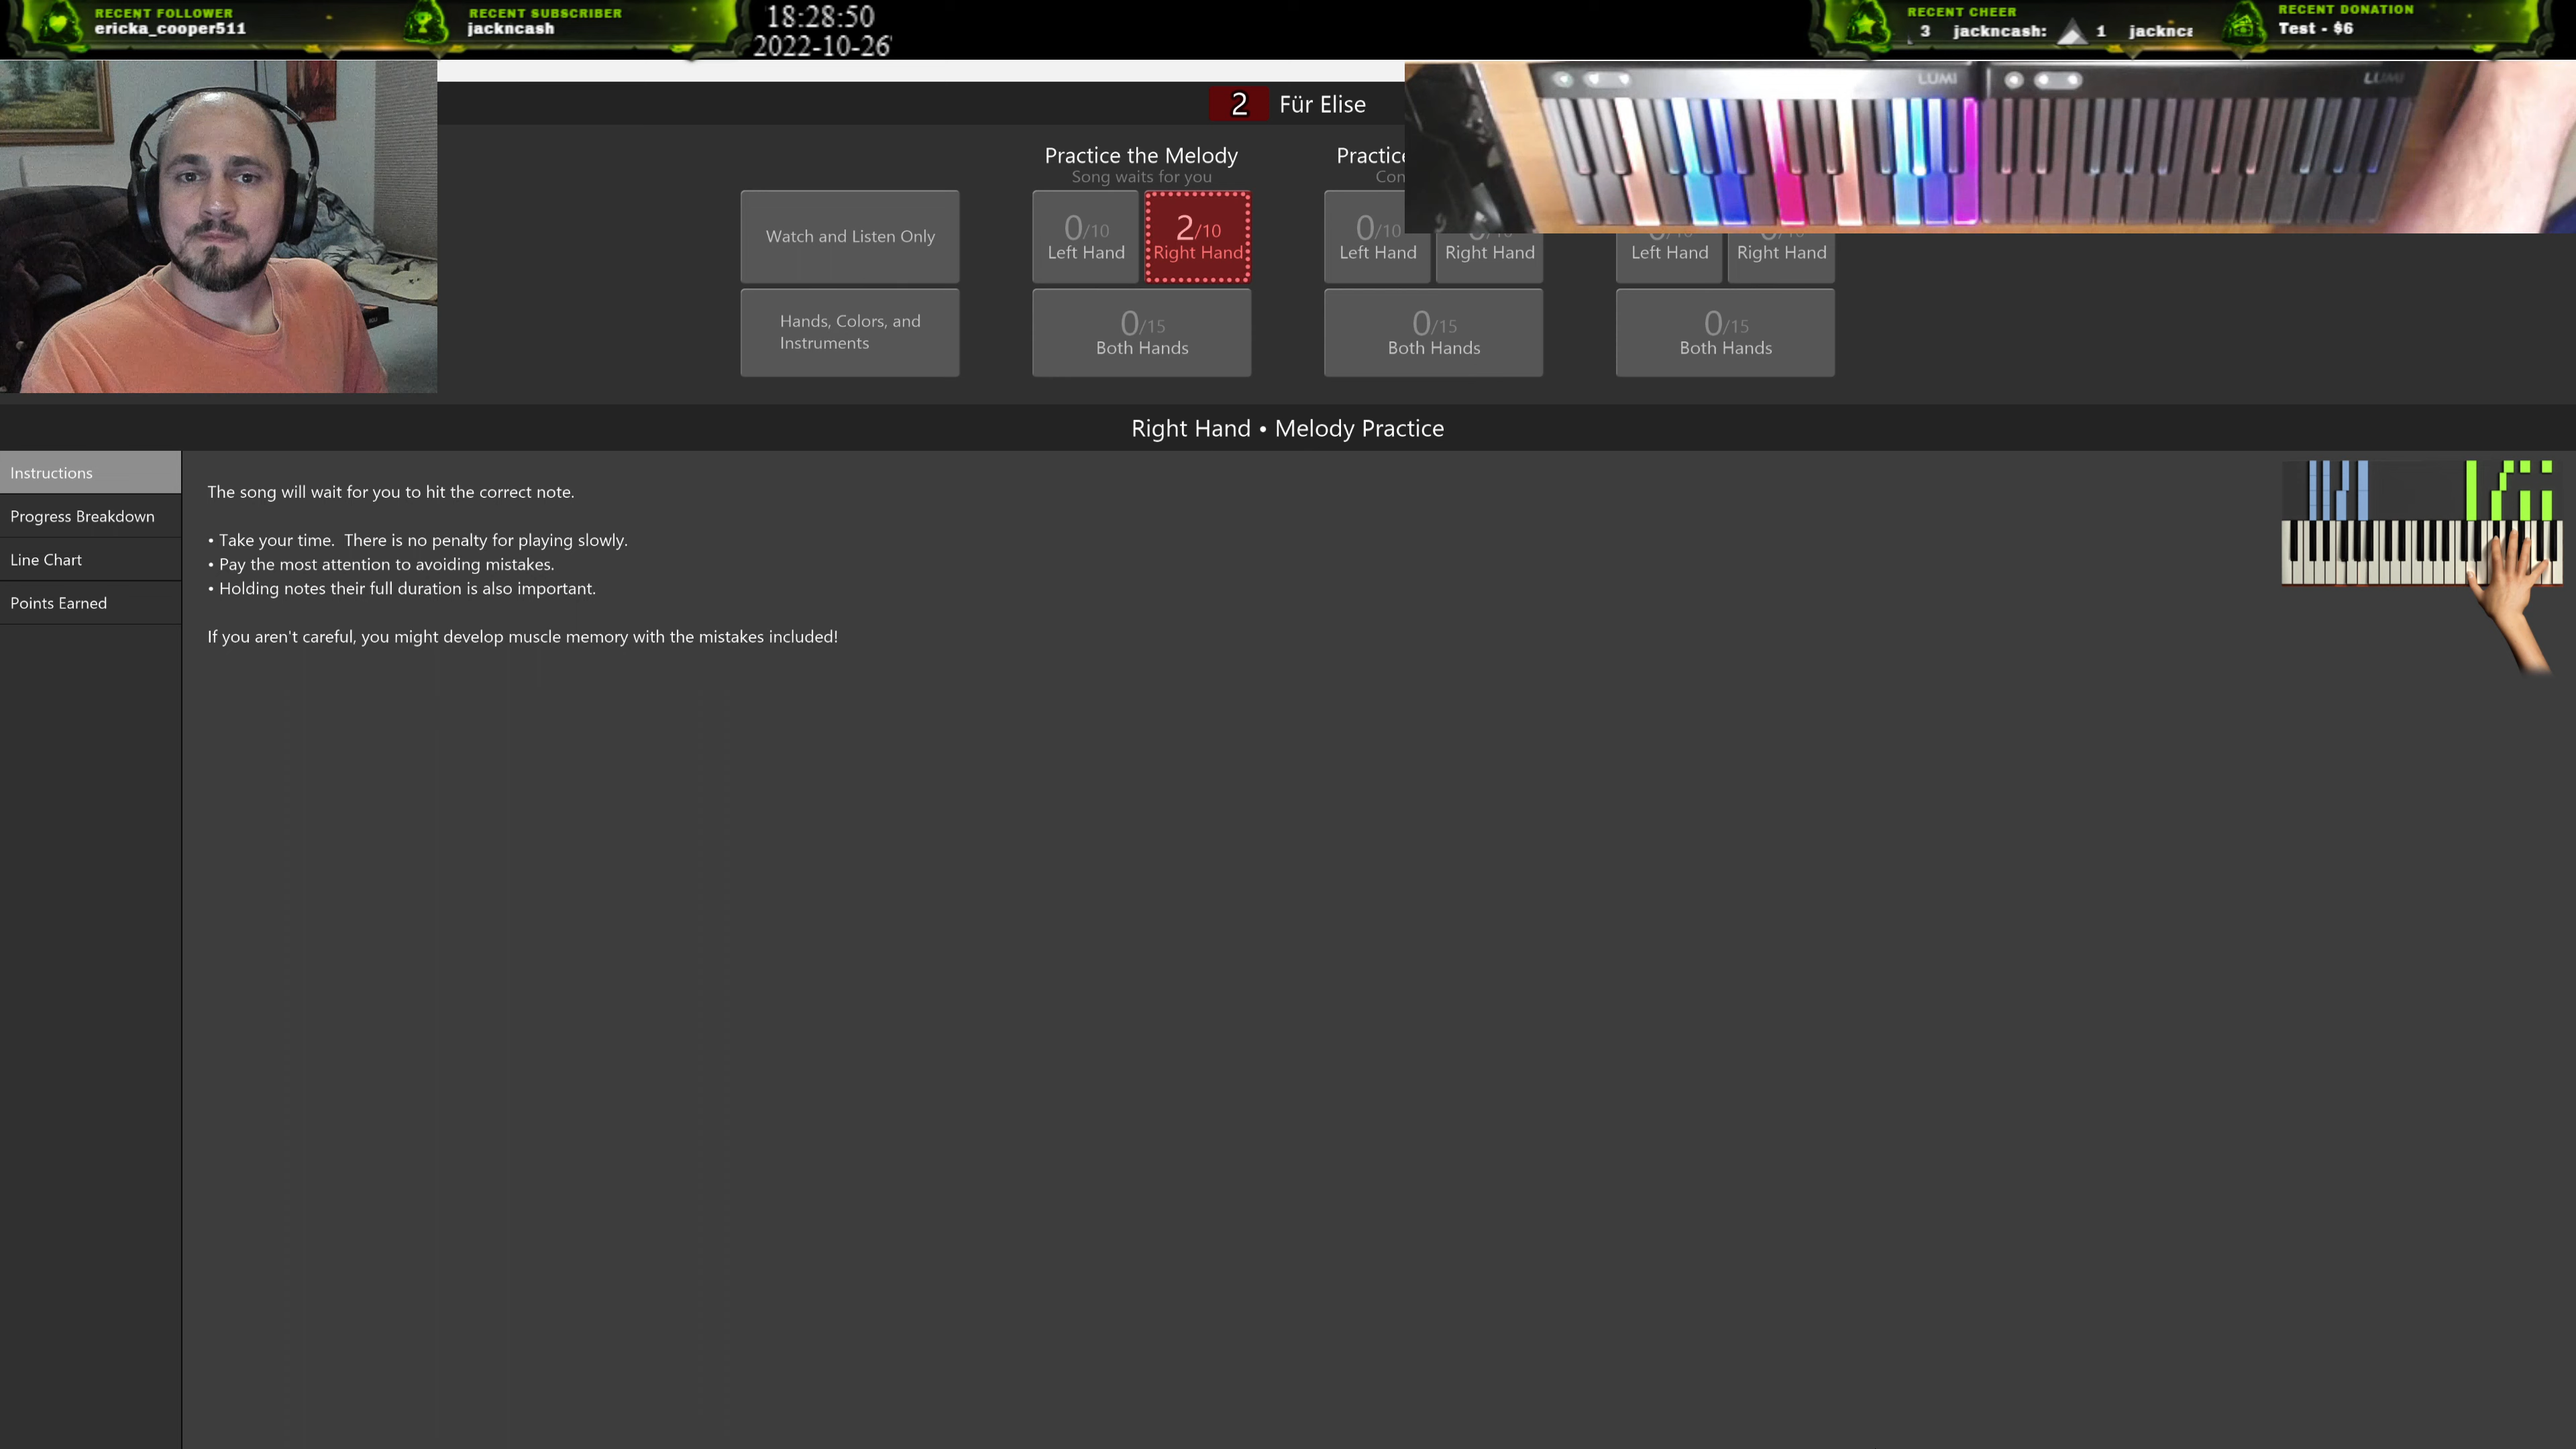 RECENT FOLLOWER
ericka_cooper511
RECENT SUBSCRIBER
jackncash
18:28:50
2022-10-26
RECENT CHEER
3 jackncash: 1 jacknca
RECENT DONATION
Test - $6
LUMI
LUMI
2 Für Elise
Practice the Melody
Song waits for you
Practice
Con
Watch and Listen Only
0/10
Left Hand
2/10
Right Hand
0/10
Left Hand
Right Hand
Left Hand
Right Hand
Hands, Colors, and
Instruments
0/15
Both Hands
0/15
Both Hands
0/15
Both Hands
Right Hand • Melody Practice
Instructions
Progress Breakdown
Line Chart
Points Earned
The song will wait for you to hit the correct note.
• Take your time. There is no penalty for playing slowly.
• Pay the most attention to avoiding mistakes.
• Holding notes their full duration is also important.
If you aren't careful, you might develop muscle memory with the mistakes included!